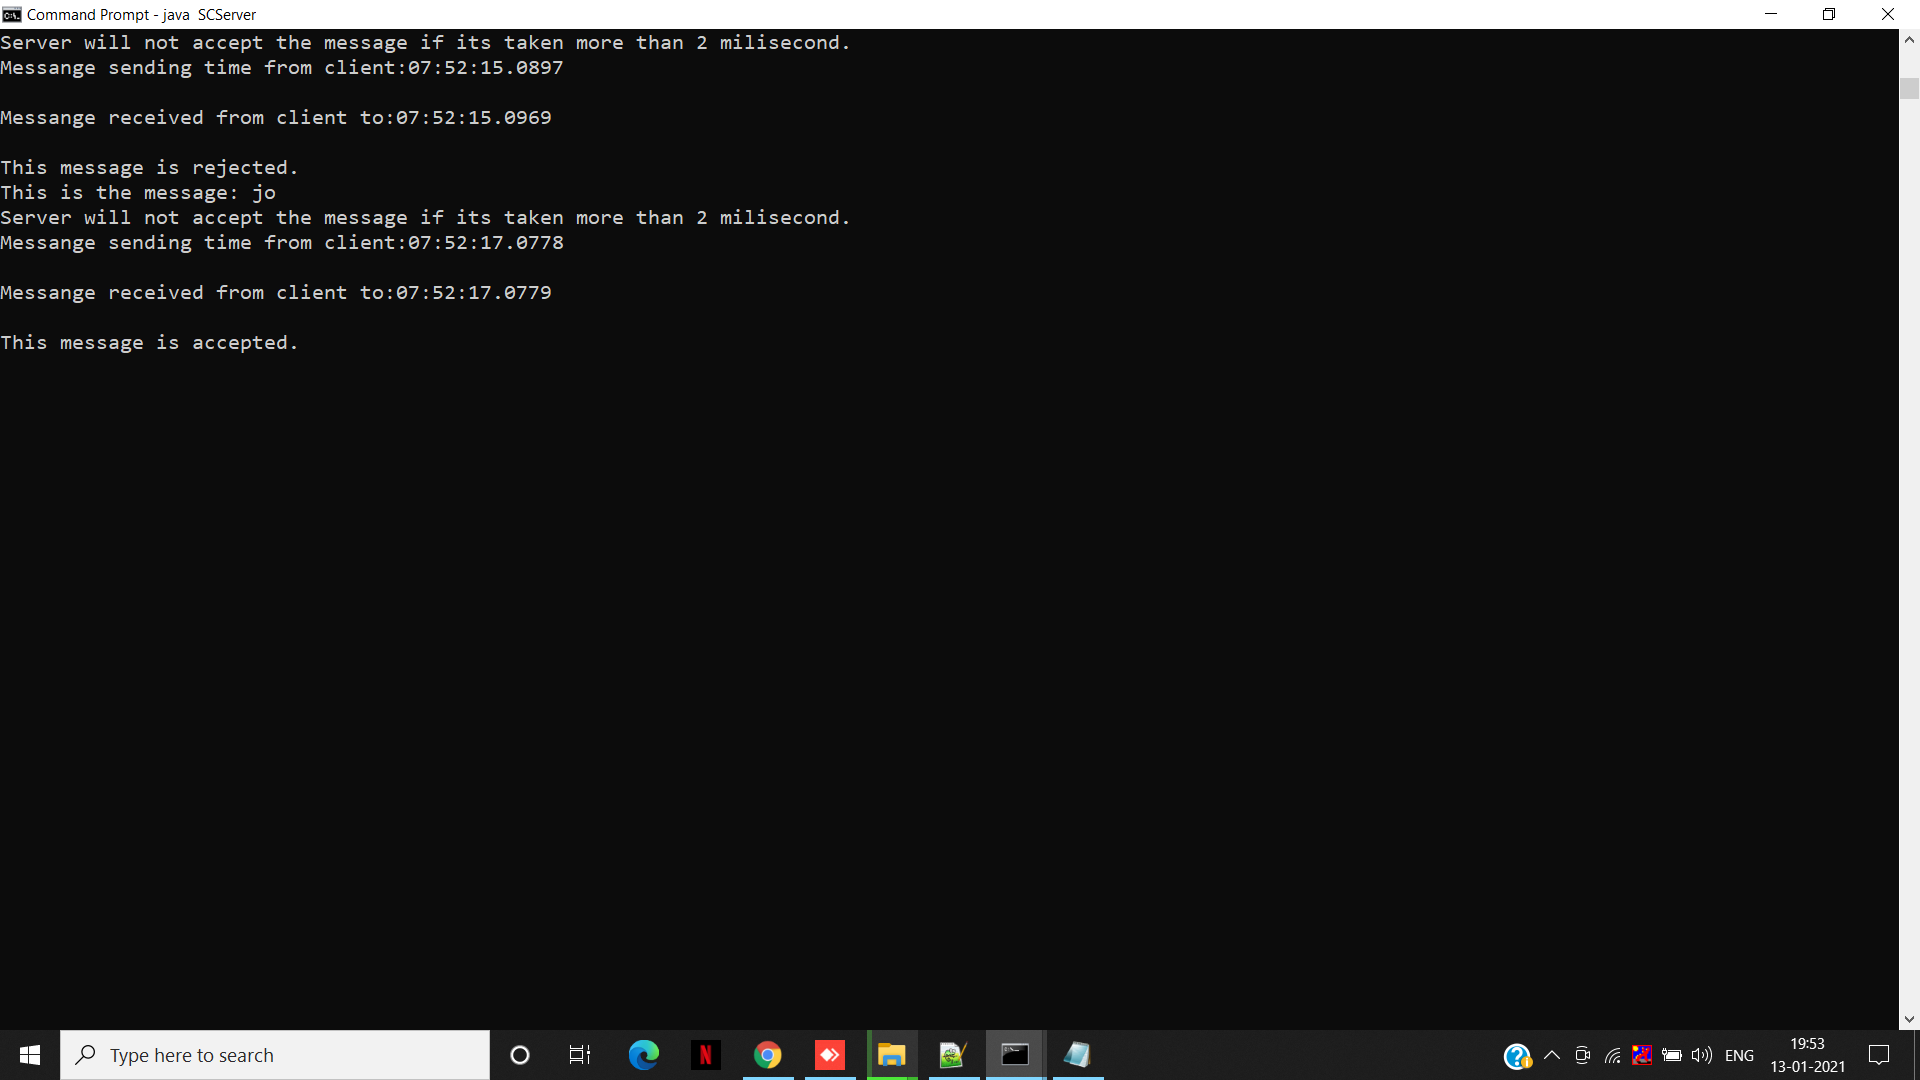 Command Prompt - java  SCServer
Server will not accept the message if its taken more than 2 milisecond.
Messange sending time from client:07:52:15.0897
Messange received from client to:07:52:15.0969
This message is rejected.
This is the message: jo
Server will not accept the message if its taken more than 2 milisecond.
Messange sending time from client:07:52:17.0778
Messange received from client to:07:52:17.0779
This message is accepted.
Type here to search
N
ENG
19:53
13-01-2021